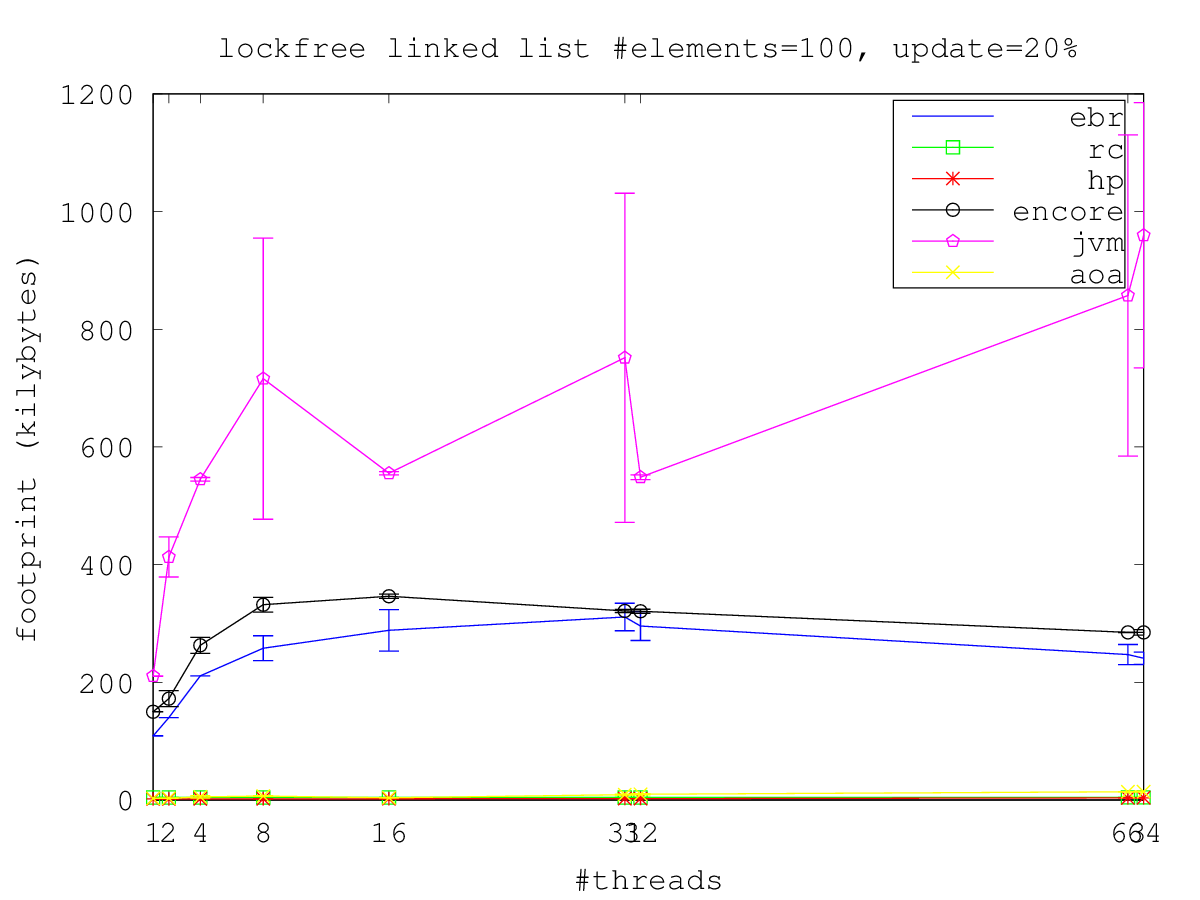 lockfree linked list #elements=100, update=20%
1200
1000
800
600
400
200
0
footprint (kilybytes)
ebr
rc
hp
encore
jvm
aoa
1 2 4 8 16 31 32 63 64
#threads